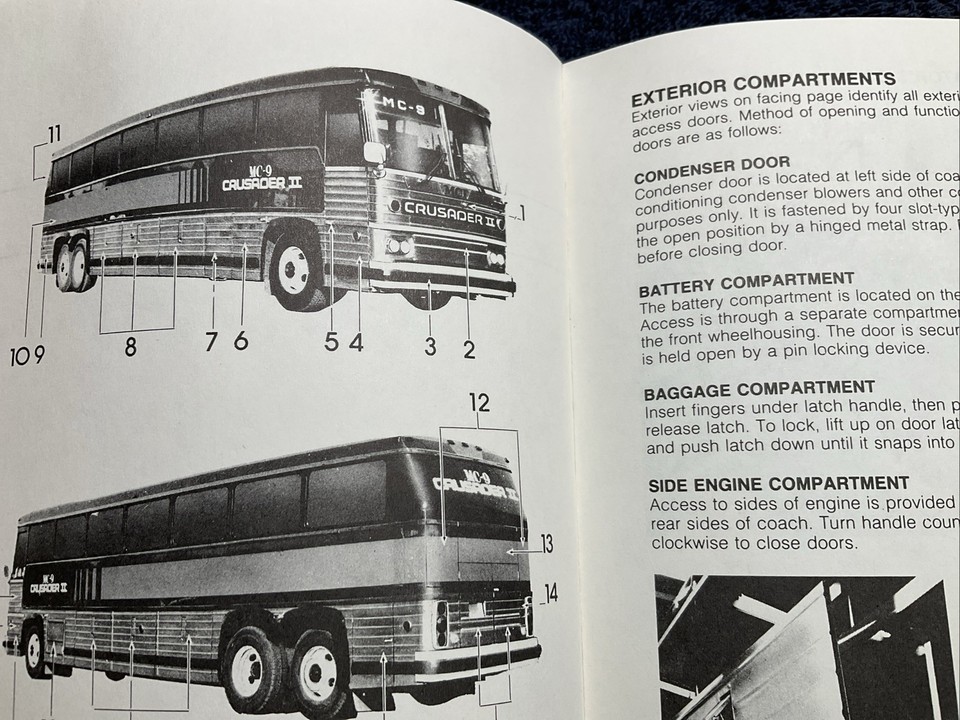 11
MC-9
MC-9
CRUSADER II
CRUSADER II
1
10 9
8
7
6
5
4
3
2
12
MC-9
CRUSADER II
13
MC-9
CRUSADER II
14
EXTERIOR COMPARTMENTS
Exterior views on facing page identify all exteri
access doors. Method of opening and functio
doors are as follows:
CONDENSER DOOR
Condenser door is located at left side of coa
conditioning condenser blowers and other c
purposes only. It is fastened by four slot-typ
the open position by a hinged metal strap.
before closing door.
BATTERY COMPARTMENT
The battery compartment is located on the
Access is through a separate compartme
the front wheelhousing. The door is secur
is held open by a pin locking device.
BAGGAGE COMPARTMENT
Insert fingers under latch handle, then p
release latch. To lock, lift up on door lat
and push latch down until it snaps into
SIDE ENGINE COMPARTMENT
Access to sides of engine is provided
rear sides of coach. Turn handle coun
clockwise to close doors.